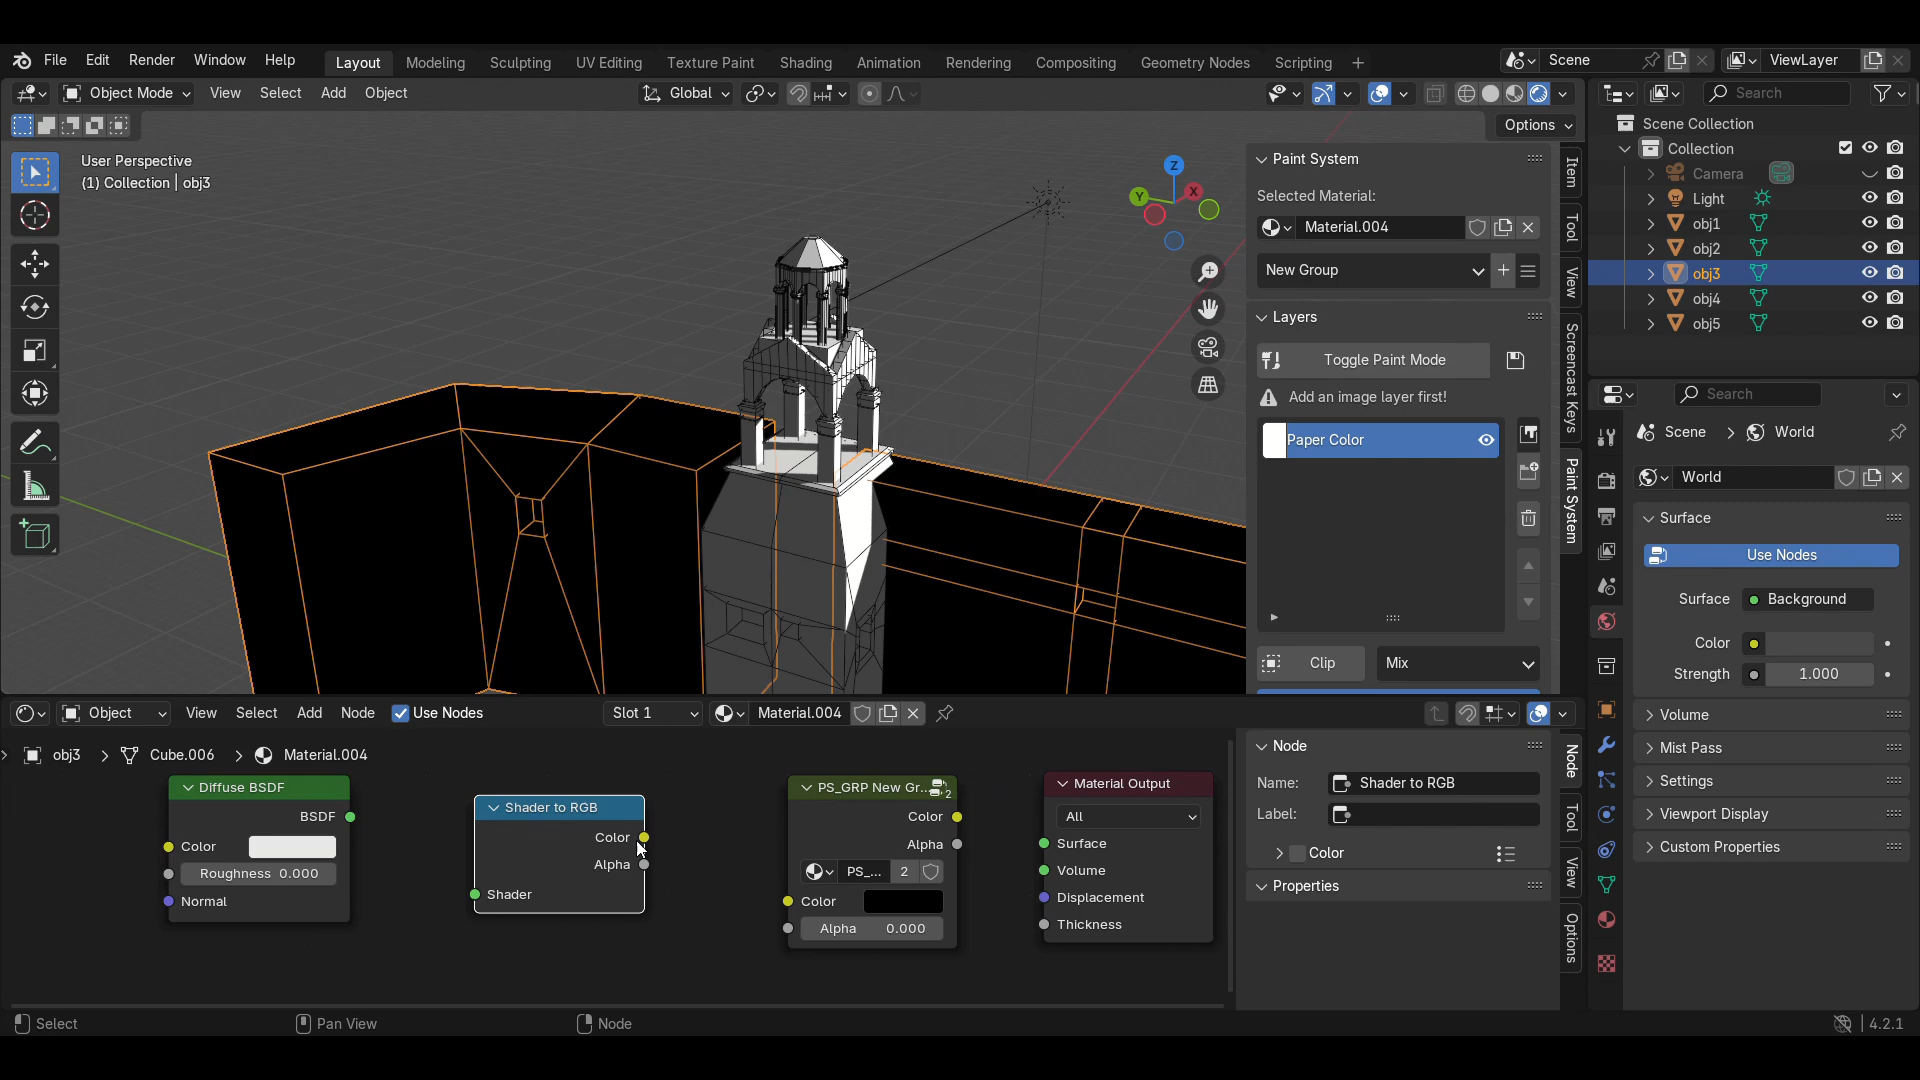 File Edit Render Window Help Layout Modeling Sculpting UV Editing Texture Paint Shading Animation Rendering Compositing Geometry Nodes Scripting + Scene ViewLayer
Object Mode View Select Add Object Global Search
Options
User Perspective
(1) Collection | obj3
Z
Y
X
Paint System
Selected Material:
Material.004
New Group
Layers
Toggle Paint Mode
Add an image layer first!
Paper Color
Clip Mix
Item
Tool
View
Screencast Keys
Paint System
Scene Collection
Collection
Camera
Light
obj1
obj2
obj3
obj4
obj5
Search
Scene World
World
Surface
Use Nodes
Surface Background
Color
Strength 1.000
Volume
Mist Pass
Settings
Viewport Display
Custom Properties
Object View Select Add Node Use Nodes Slot 1 Material.004
obj3 Cube.006 Material.004
Diffuse BSDF
BSDF
Color
Roughness 0.000
Normal
Shader to RGB
Color
Alpha
Shader
PS_GRP New Gr... 2
Color
Alpha
PS_... 2
Color
Alpha 0.000
Material Output
All
Surface
Volume
Displacement
Thickness
Node
Name: Shader to RGB
Label:
Color
Properties
Node
Tool
View
Options
Select Pan View Node 4.2.1